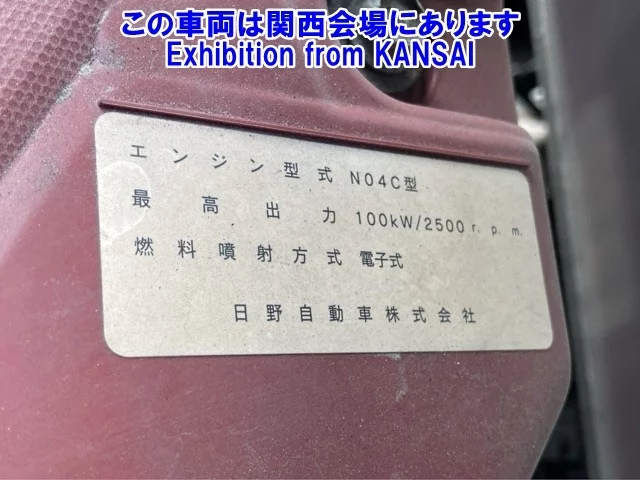 この車両は関西会場にあります
Exhibition from KANSAI
エンジン型式 N04C型
最高出力 100kW/2500 r.p.m.
燃料噴射方式 電子式
日野自動車株式会社